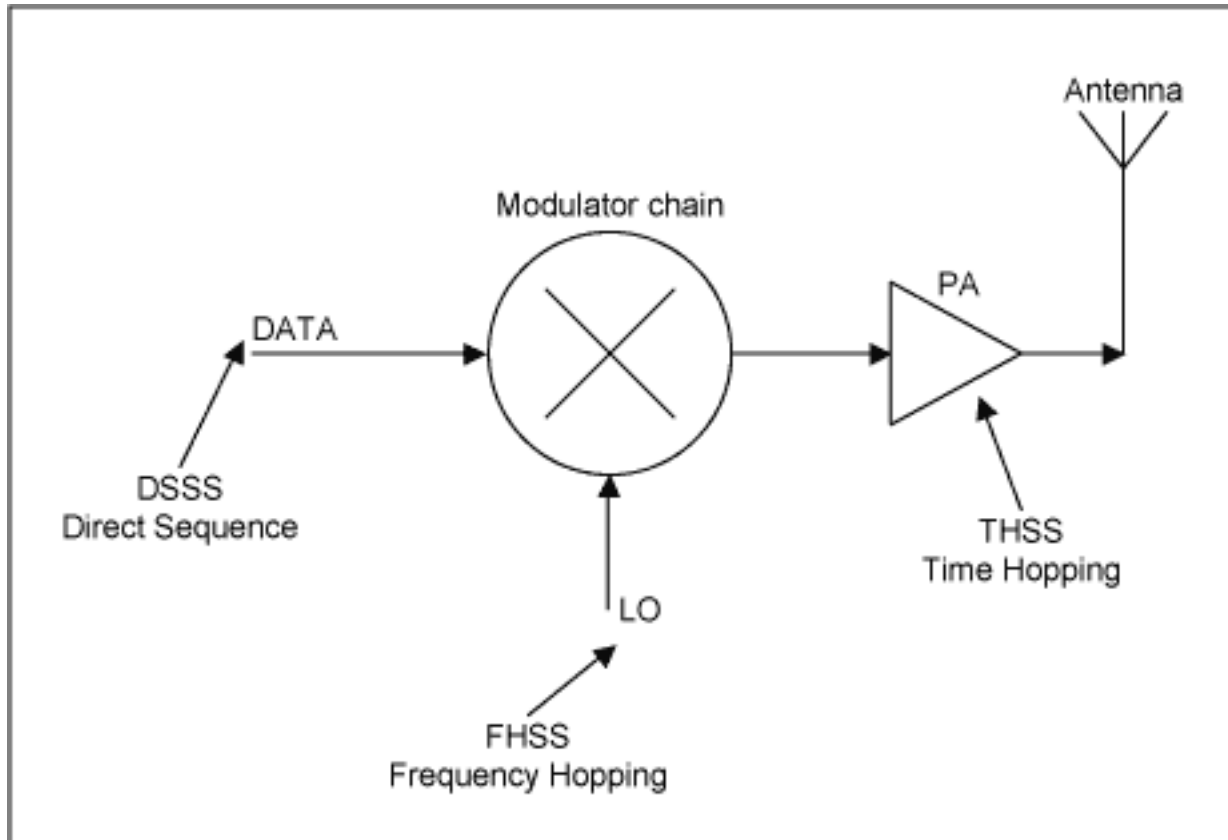 Antenna
Modulator chain
PA
DATA
DSSS
Direct Sequence
THSS
Time Hopping
LO
FHSS
Frequency Hopping